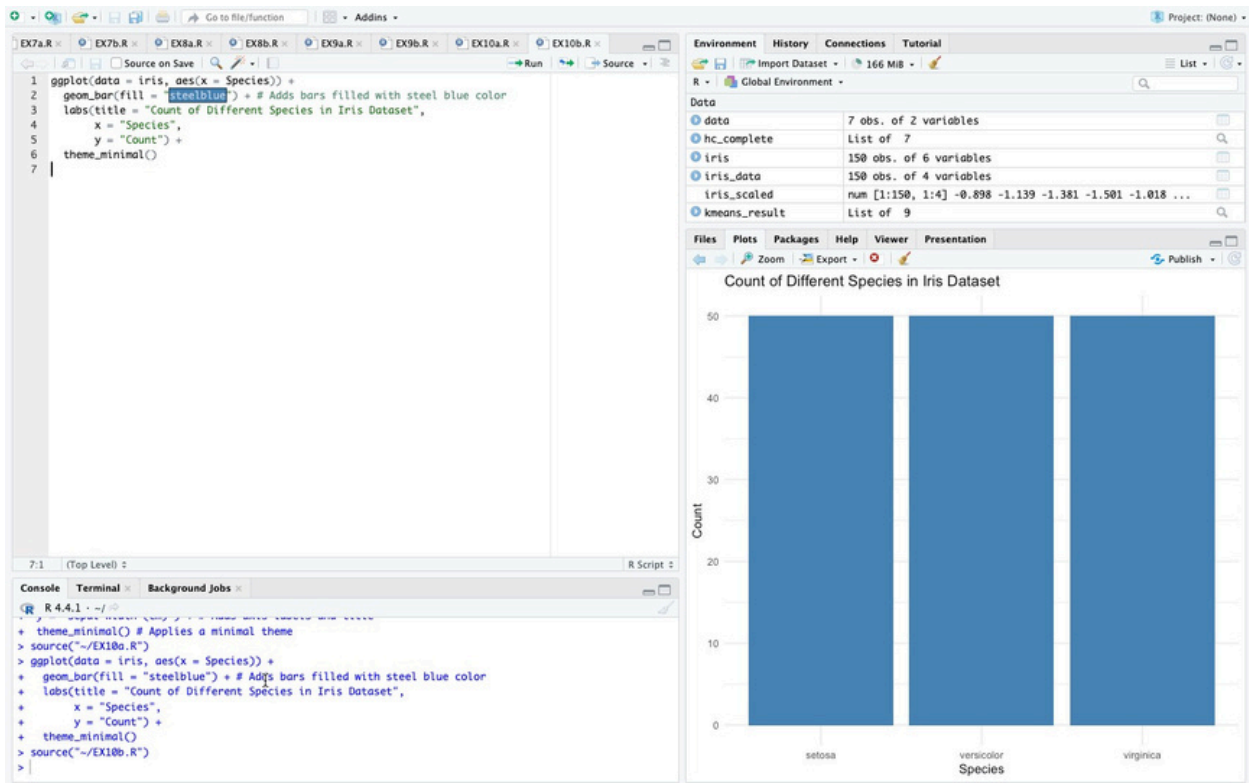 Go to file/function
Addins
Project: (None)
EX7a.R
EX7b.R
EX8a.R
EX8b.R
EX9a.R
EX9b.R
EX10a.R
EX10b.R
Source on Save
Run
Source
1 ggplot(data = iris, aes(x = Species)) +
2 geom_bar(fill = "steelblue") + # Adds bars filled with steel blue color
3 labs(title = "Count of Different Species in Iris Dataset",
4 x = "Species",
5 y = "Count") +
6 theme_minimal()
7
7:1 (Top Level) R Script
Console Terminal Background Jobs
R 4.4.1 · ~/
+ theme_minimal() # Applies a minimal theme
> source("~/EX10a.R")
> ggplot(data = iris, aes(x = Species)) +
+ geom_bar(fill = "steelblue") + # Adds bars filled with steel blue color
+ labs(title = "Count of Different Species in Iris Dataset",
+ x = "Species",
+ y = "Count") +
+ theme_minimal()
> source("~/EX10b.R")
>
Environment History Connections Tutorial
Import Dataset 166 MiB List
R Global Environment
Data
data 7 obs. of 2 variables
hc_complete List of 7
iris 150 obs. of 6 variables
iris_data 150 obs. of 4 variables
iris_scaled num [1:150, 1:4] -0.898 -1.139 -1.381 -1.501 -1.018 ...
kmeans_result List of 9
Files Plots Packages Help Viewer Presentation
Zoom Export Publish
Count of Different Species in Iris Dataset
50
40
30
20
10
0
Count
setosa versicolor virginica
Species